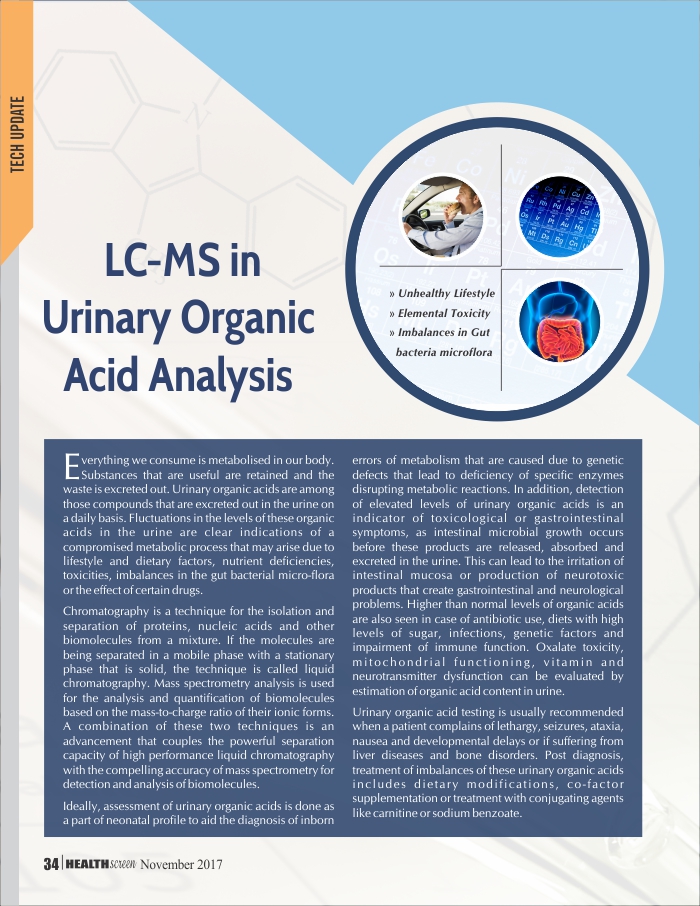 TECH UPDATE
LC-MS in
Urinary Organic
Acid Analysis
» Unhealthy Lifestyle
» Elemental Toxicity
» Imbalances in Gut
bacteria microflora
Everything we consume is metabolised in our body.
Substances that are useful are retained and the
waste is excreted out. Urinary organic acids are among
those compounds that are excreted out in the urine on
a daily basis. Fluctuations in the levels of these organic
acids in the urine are clear indications of a
compromised metabolic process that may arise due to
lifestyle and dietary factors, nutrient deficiencies,
toxicities, imbalances in the gut bacterial micro-flora
or the effect of certain drugs.
Chromatography is a technique for the isolation and
separation of proteins, nucleic acids and other
biomolecules from a mixture. If the molecules are
being separated in a mobile phase with a stationary
phase that is solid, the technique is called liquid
chromatography. Mass spectrometry analysis is used
for the analysis and quantification of biomolecules
based on the mass-to-charge ratio of their ionic forms.
A combination of these two techniques is an
advancement that couples the powerful separation
capacity of high performance liquid chromatography
with the compelling accuracy of mass spectrometry for
detection and analysis of biomolecules.
Ideally, assessment of urinary organic acids is done as
a part of neonatal profile to aid the diagnosis of inborn
errors of metabolism that are caused due to genetic
defects that lead to deficiency of specific enzymes
disrupting metabolic reactions. In addition, detection
of elevated levels of urinary organic acids is an
indicator of toxicological or gastrointestinal
symptoms, as intestinal microbial growth occurs
before these products are released, absorbed and
excreted in the urine. This can lead to the irritation of
intestinal mucosa or production of neurotoxic
products that create gastrointestinal and neurological
problems. Higher than normal levels of organic acids
are also seen in case of antibiotic use, diets with high
levels of sugar, infections, genetic factors and
impairment of immune function. Oxalate toxicity,
mitochondrial functioning, vitamin and
neurotransmitter dysfunction can be evaluated by
estimation of organic acid content in urine.
Urinary organic acid testing is usually recommended
when a patient complains of lethargy, seizures, ataxia,
nausea and developmental delays or if suffering from
liver diseases and bone disorders. Post diagnosis,
treatment of imbalances of these urinary organic acids
includes dietary modifications, co-factor
supplementation or treatment with conjugating agents
like carnitine or sodium benzoate.
34 HEALTHscreen November 2017